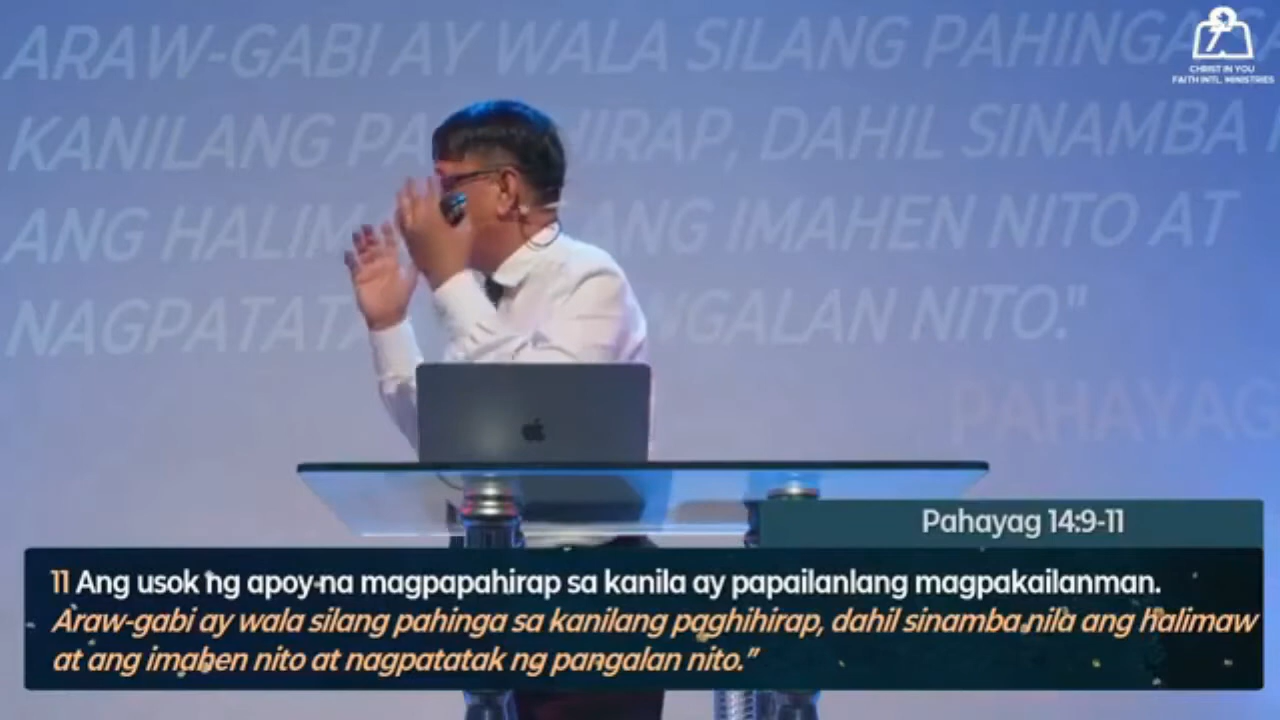 ARAW-GABI AY WALA SILANG PAHINGA SA
KANILANG PA HIRAP, DAHIL SINAMBA
ANG HALIM ANG IMAHEN NITO AT
NAGPATATA NGALAN NITO."
PAHAYAG
CHRIST IN YOU
FAITH INTL. MINISTRIES
Pahayag 14:9-11
11 Ang usok ng apoy na magpapahirap sa kanila ay papailanlang magpakailanman.
Araw-gabi ay wala silang pahinga sa kanilang paghihirap, dahil sinamba nila ang halimaw
at ang imahen nito at nagpatatak ng pangalan nito."